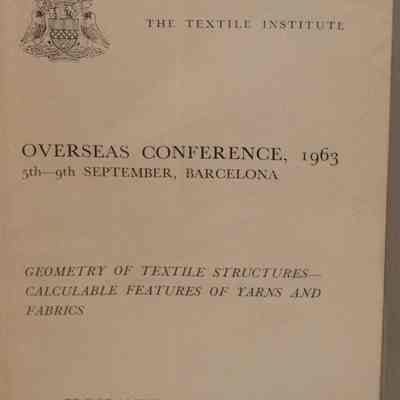 THE TEXTILE INSTITUTE
OVERSEAS CONFERENCE, 1963
5th—9th SEPTEMBER, BARCELONA
GEOMETRY OF TEXTILE STRUCTURES—
CALCULABLE FEATURES OF YARNS AND
FABRICS